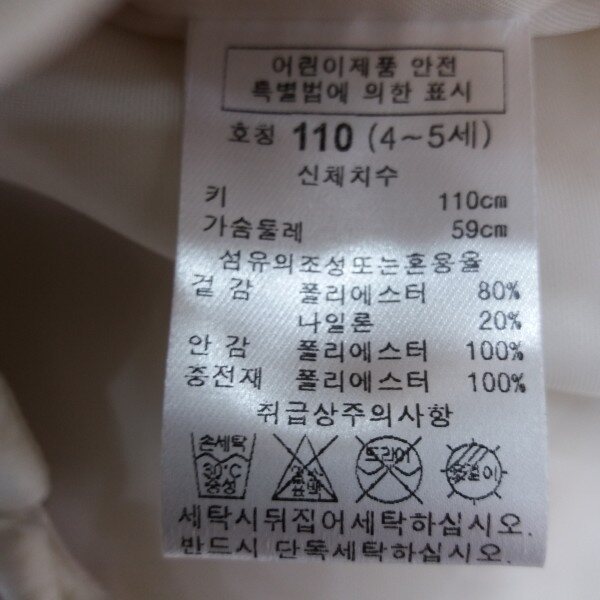 어린이제품 안전
특별법에 의한 표시
호칭 110 (4~5세)
신체치수
키 110cm
가슴둘레 59cm
섬유의조성또는혼용율
겉 감 폴리에스터 80%
나일론 20%
안 감 폴리에스터 100%
중전재 폴리에스터 100%
취급상주의사항
손세탁 드라이
30℃
중성
세탁시뒤집어세탁하십시오.
반드시 단독세탁하십시오.